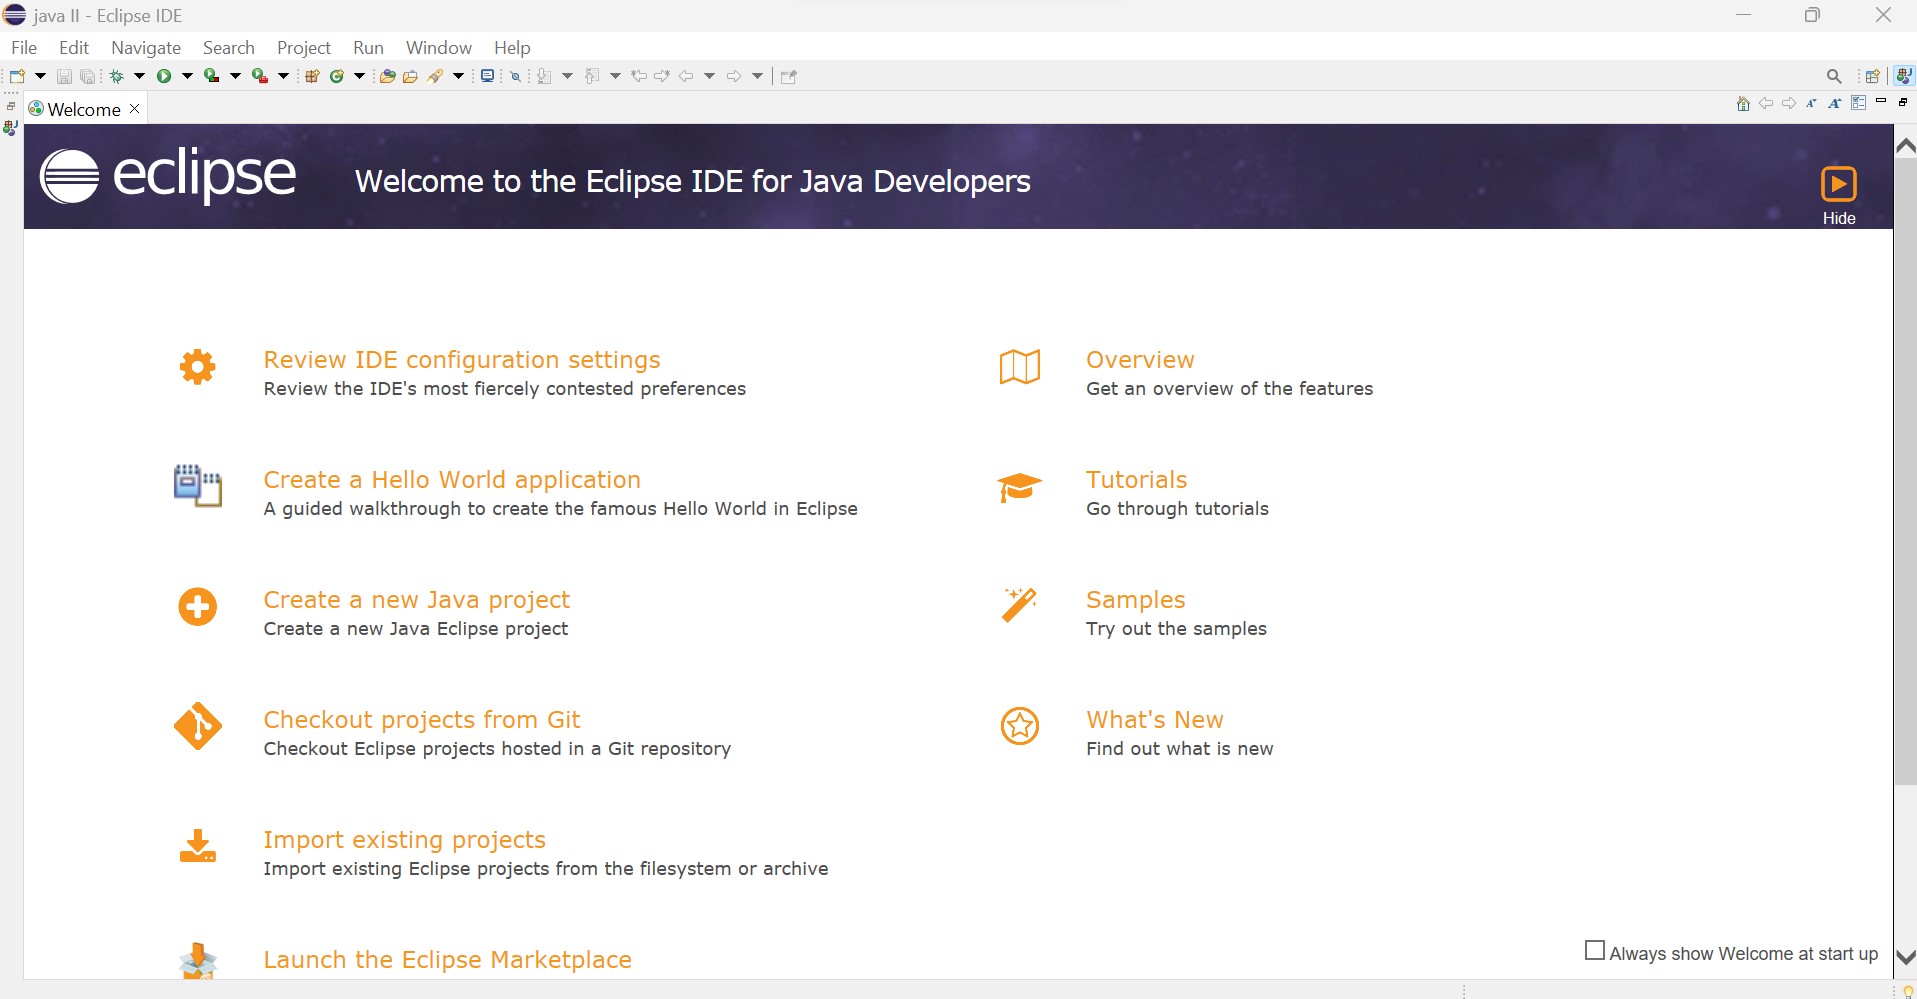 java II - Eclipse IDE
File Edit Navigate Search Project Run Window Help
Welcome
eclipse
Welcome to the Eclipse IDE for Java Developers
Hide
Review IDE configuration settings
Review the IDE's most fiercely contested preferences
Overview
Get an overview of the features
Create a Hello World application
A guided walkthrough to create the famous Hello World in Eclipse
Tutorials
Go through tutorials
Create a new Java project
Create a new Java Eclipse project
Samples
Try out the samples
Checkout projects from Git
Checkout Eclipse projects hosted in a Git repository
What's New
Find out what is new
Import existing projects
Import existing Eclipse projects from the filesystem or archive
Launch the Eclipse Marketplace
Always show Welcome at start up